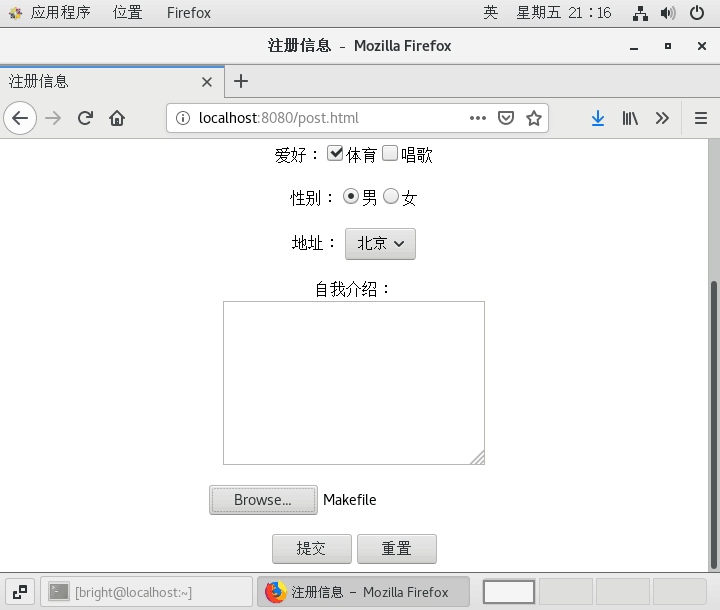 应用程序 位置 Firefox 英 星期五 21：16
注册信息 - Mozilla Firefox
注册信息
localhost:8080/post.html
爱好： 体育 唱歌
性别： 男 女
地址： 北京
自我介绍：
Browse... Makefile
提交 重置
[bright@localhost:~] 注册信息 - Mozilla Firefox